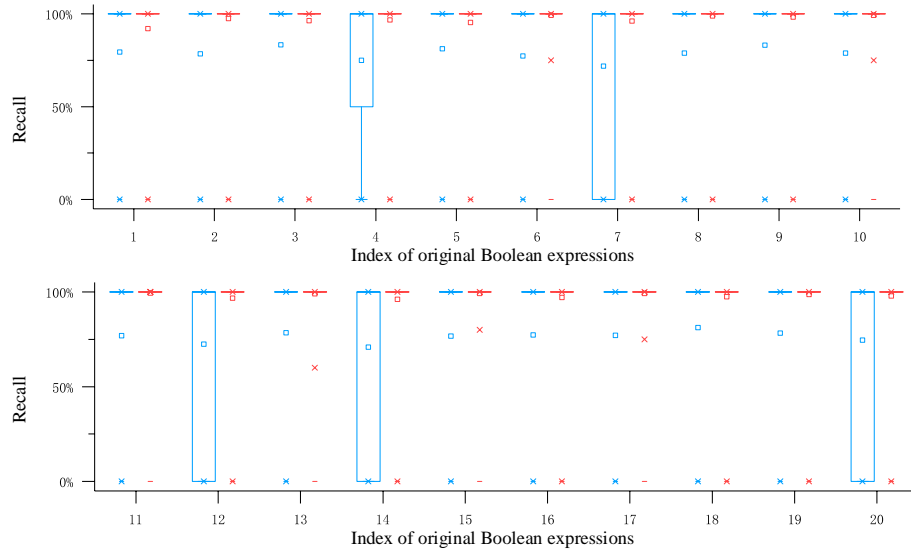 100%
50%
0%
Recall
1 2 3 4 5 6 7 8 9 10
Index of original Boolean expressions
100%
50%
0%
Recall
11 12 13 14 15 16 17 18 19 20
Index of original Boolean expressions